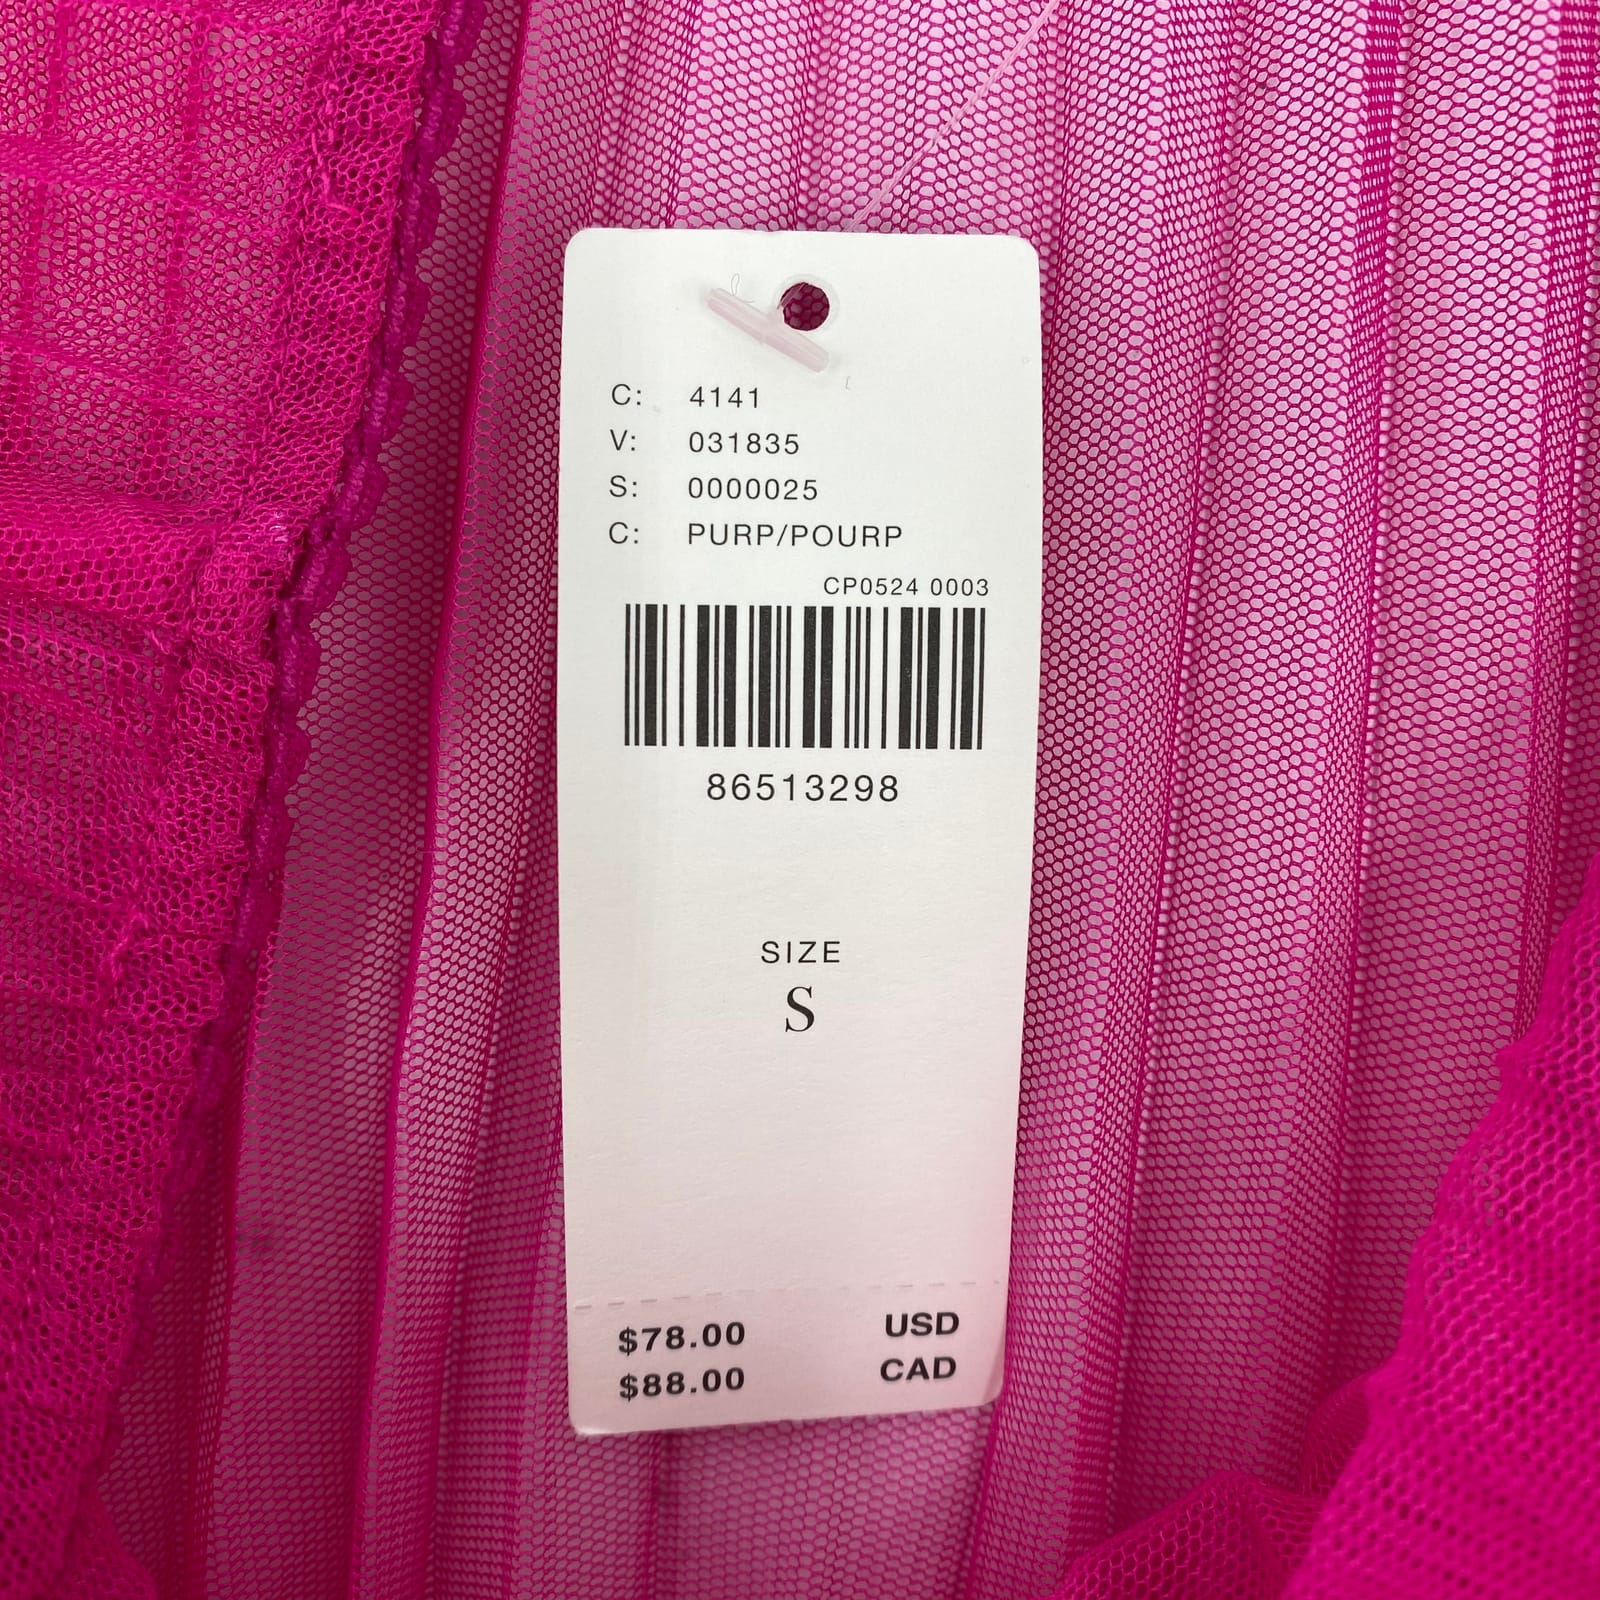 C: 4141
V: 031835
S: 0000025
C: PURP/POURP
CP0524 0003
86513298
SIZE
S
$78.00 USD
$88.00 CAD